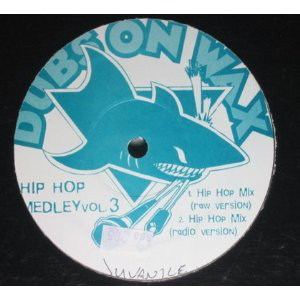 DUBS ON WAX
HIP HOP
MEDLEY VOL 3
1. HIP HOP MIX
(RAW VERSION)
2. HIP HOP MIX
(RADIO VERSION)
JUVANILE